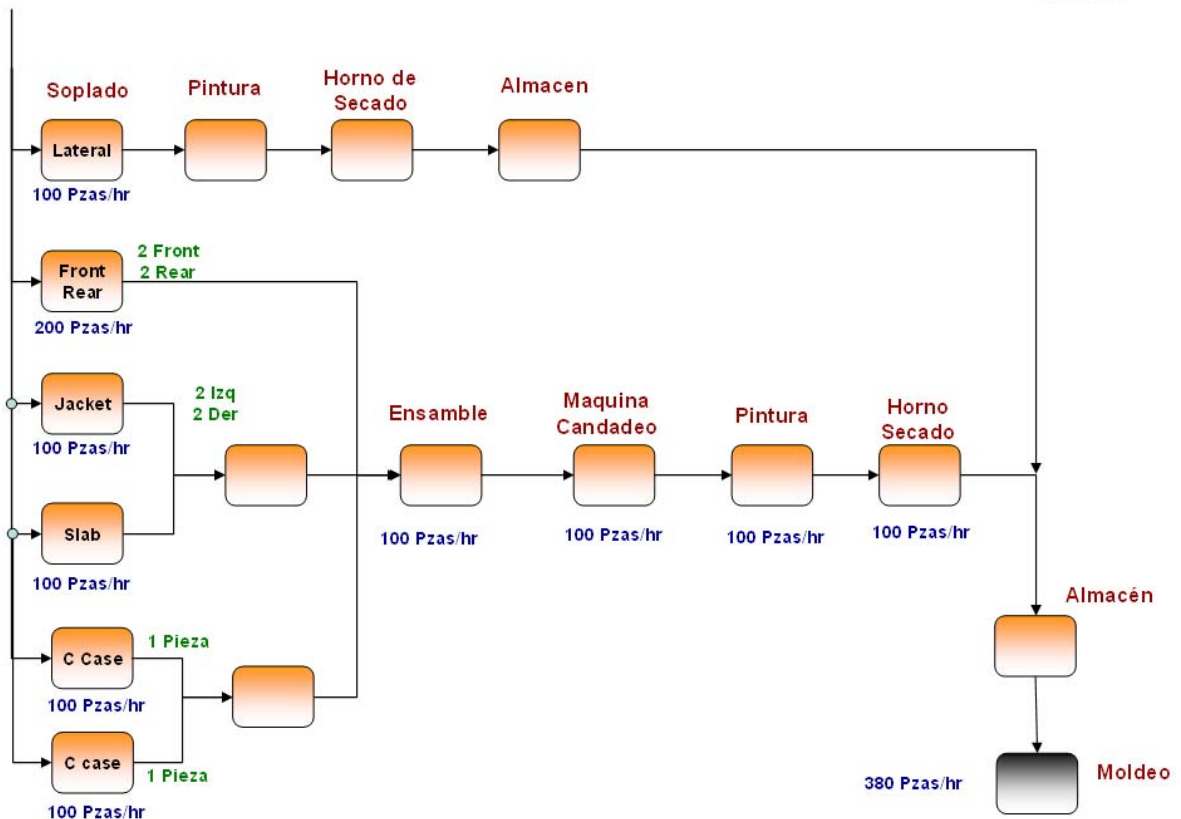 Soplado
Pintura
Horno de
Secado
Almacen
Lateral
100 Pzas/hr
Front
Rear
2 Front
2 Rear
200 Pzas/hr
Jacket
100 Pzas/hr
2 Izq
2 Der
Slab
100 Pzas/hr
Ensamble
Maquina
Candadeo
Pintura
Horno
Secado
100 Pzas/hr
100 Pzas/hr
100 Pzas/hr
100 Pzas/hr
C Case
1 Pieza
100 Pzas/hr
C case
1 Pieza
100 Pzas/hr
Almacén
380 Pzas/hr
Moldeo